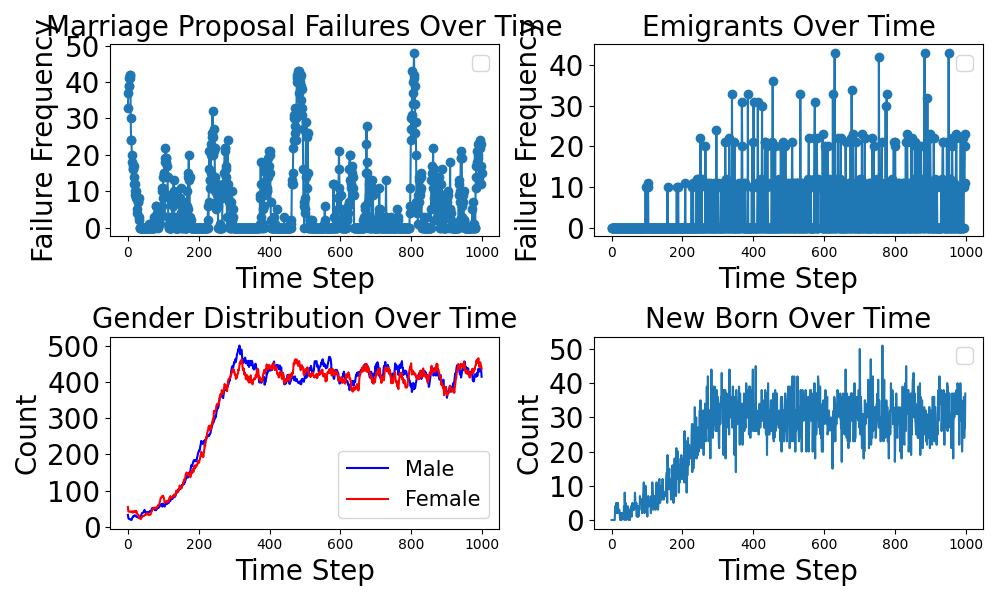 Marriage Proposal Failures Over Time
50
40
30
20
10
0
Failure Frequency
0 200 400 600 800 1000
Time Step
Emigrants Over Time
40
30
20
10
0
Failure Frequency
0 200 400 600 800 1000
Time Step
Gender Distribution Over Time
500
400
300
200
100
0
Count
Male
Female
0 200 400 600 800 1000
Time Step
New Born Over Time
50
40
30
20
10
0
Count
0 200 400 600 800 1000
Time Step